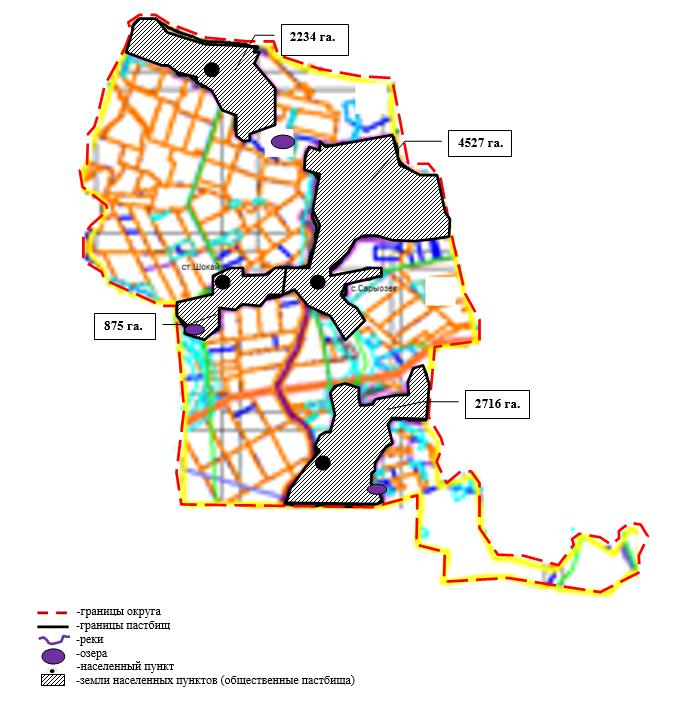 2234 га.
4527 га.
ст.Шокай
с.Сарыозек
875 га.
2716 га.
-границы округа
-границы пастбищ
-реки
-озера
-населенный пункт
-земли населенных пунктов (общественные пастбища)